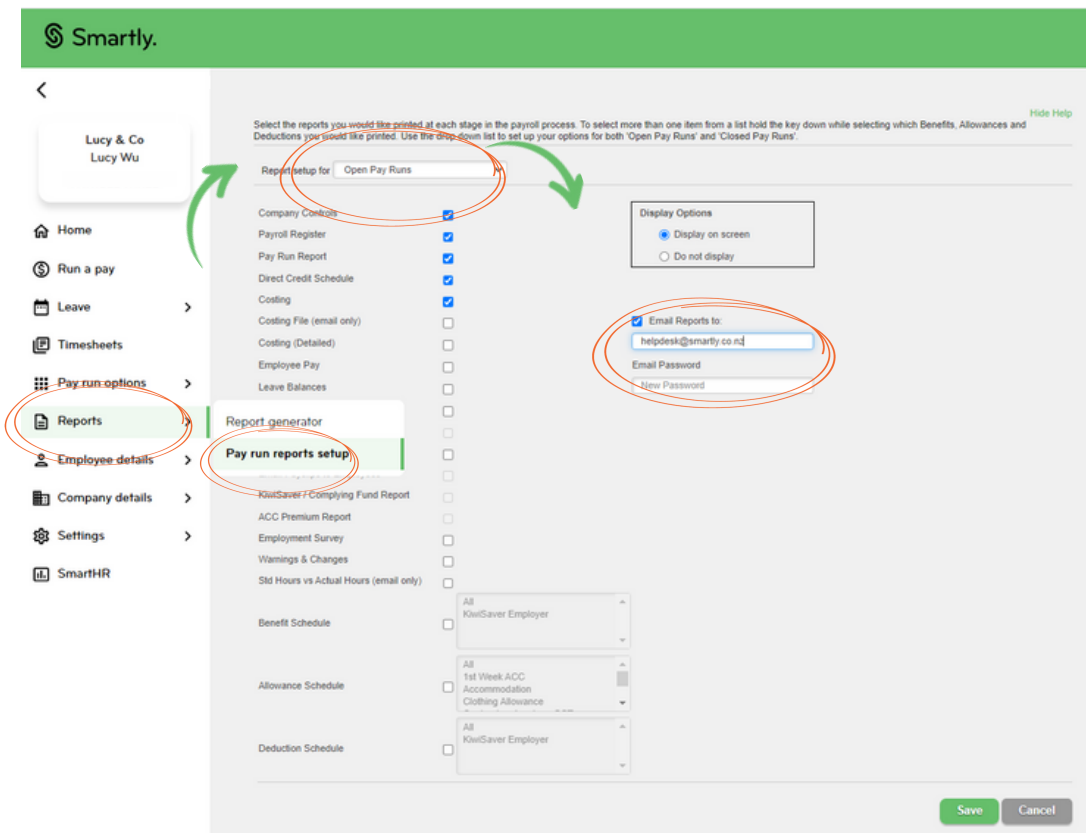 Smartly.
Hide Help
Select the reports you would like printed at each stage in the payroll process. To select more than one item from a list hold the key down while selecting which Benefits, Allowances and
Deductions you would like printed. Use the drop down list to set up your options for both 'Open Pay Runs' and 'Closed Pay Runs'.
Lucy & Co
Lucy Wu
Home
Run a pay
Leave
Timesheets
Pay run options
Reports
Employee details
Company details
Settings
SmartHR
Report generator
Pay run reports setup
Report setup for Open Pay Runs
Company Controls
Payroll Register
Pay Run Report
Direct Credit Schedule
Costing
Costing File (email only)
Costing (Detailed)
Employee Pay
Leave Balances
KiwiSaver / Complying Fund Report
ACC Premium Report
Employment Survey
Warnings & Changes
Std Hours vs Actual Hours (email only)
Benefit Schedule
All
KiwiSaver Employer
Allowance Schedule
All
1st Week ACC
Accommodation
Clothing Allowance
Deduction Schedule
All
KiwiSaver Employer
Display Options
Display on screen
Do not display
Email Reports to:
helpdesk@smartly.co.nz
Email Password
New Password
Save
Cancel